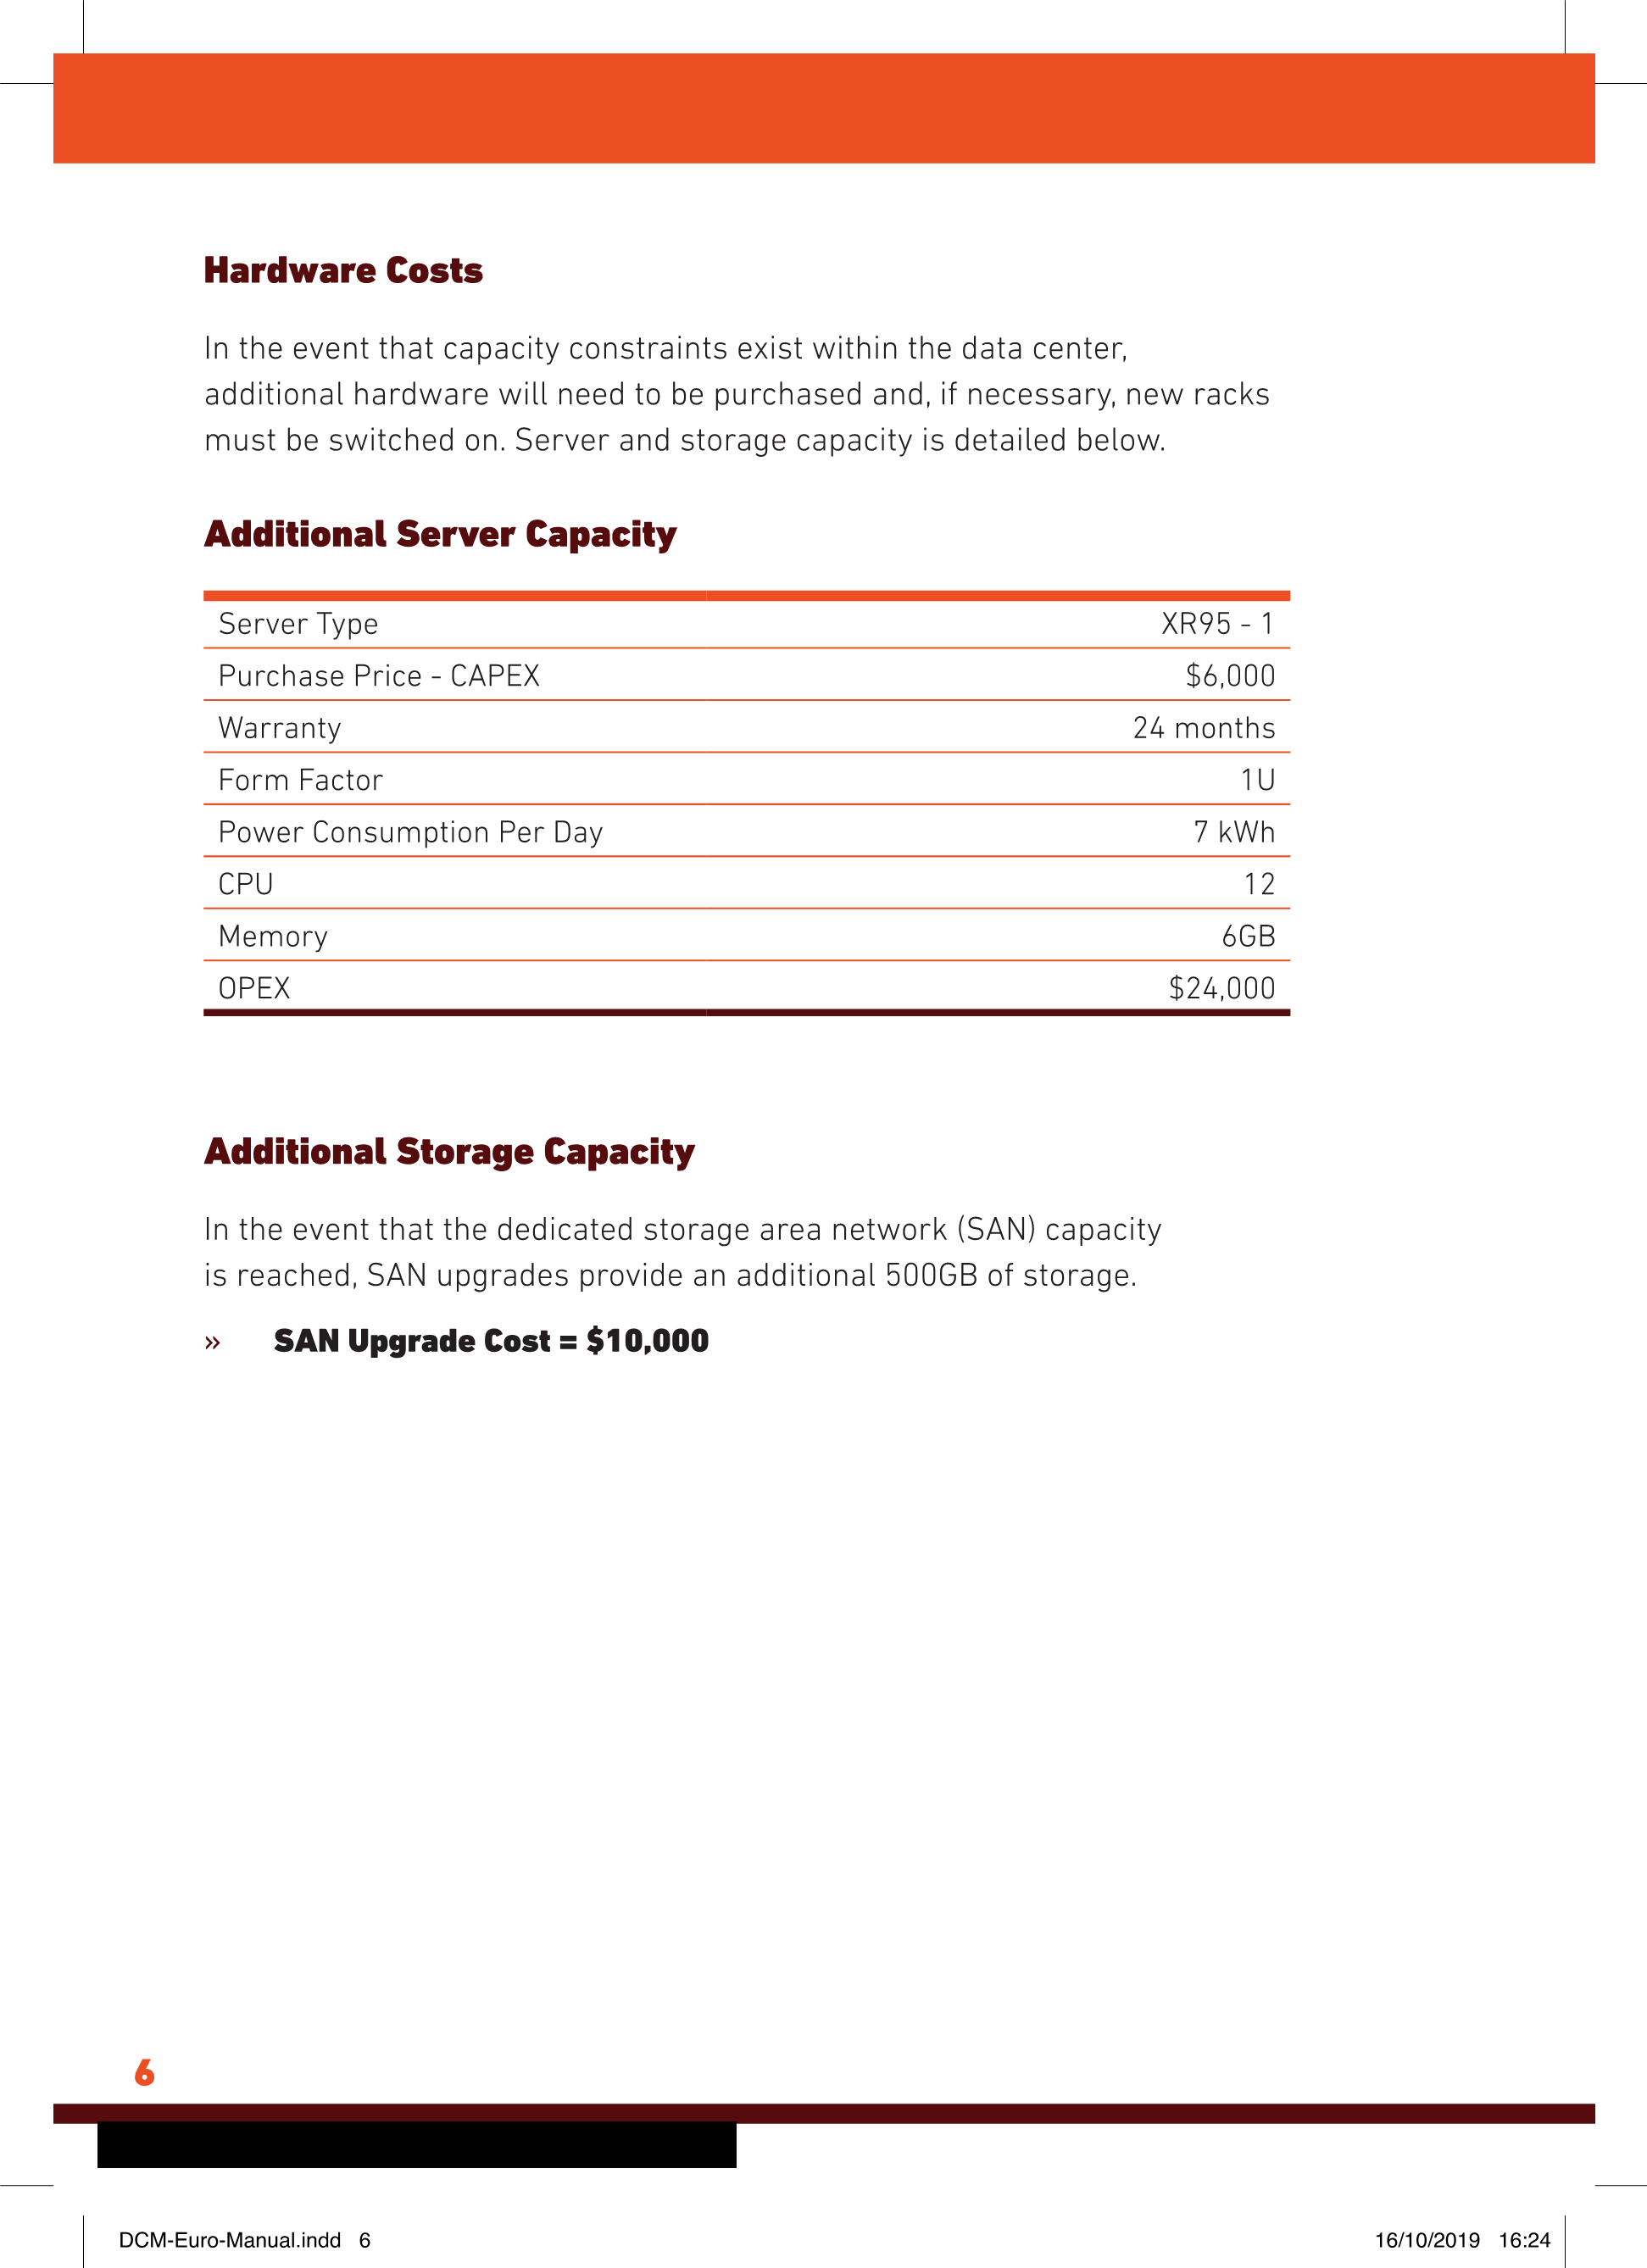 Hardware Costs
In the event that capacity constraints exist within the data center,
additional hardware will need to be purchased and, if necessary, new racks
must be switched on. Server and storage capacity is detailed below.
Additional Server Capacity
Server Type XR95 - 1
Purchase Price - CAPEX $6,000
Warranty 24 months
Form Factor 1U
Power Consumption Per Day 7 kWh
CPU 12
Memory 6GB
OPEX $24,000
Additional Storage Capacity
In the event that the dedicated storage area network (SAN) capacity
is reached, SAN upgrades provide an additional 500GB of storage.
» SAN Upgrade Cost = $10,000
6
DCM-Euro-Manual.indd 6 16/10/2019 16:24